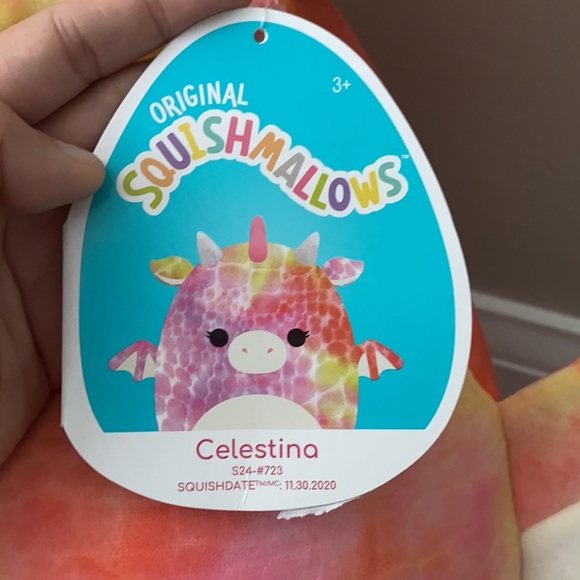 3+
ORIGINAL
SQUISHMALLOWS™
Celestina
S24-#723
SQUISHDATE™/MC: 11.30.2020